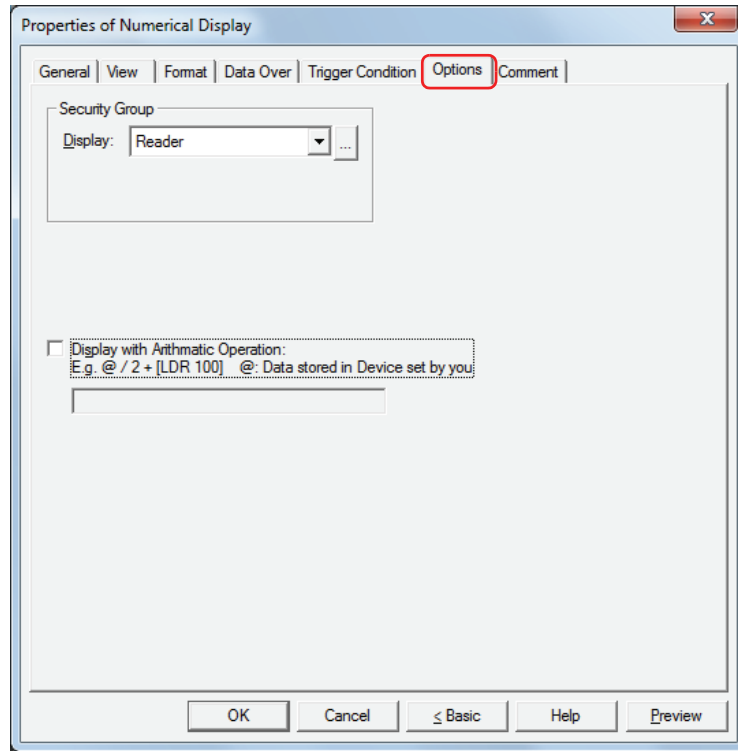 Properties of Numerical Display
x
General View Format Data Over Trigger Condition Options Comment
Security Group
Display: Reader ...
Display with Arithmatic Operation:
E.g. @ / 2 + [LDR 100] @: Data stored in Device set by you
OK Cancel < Basic Help Preview